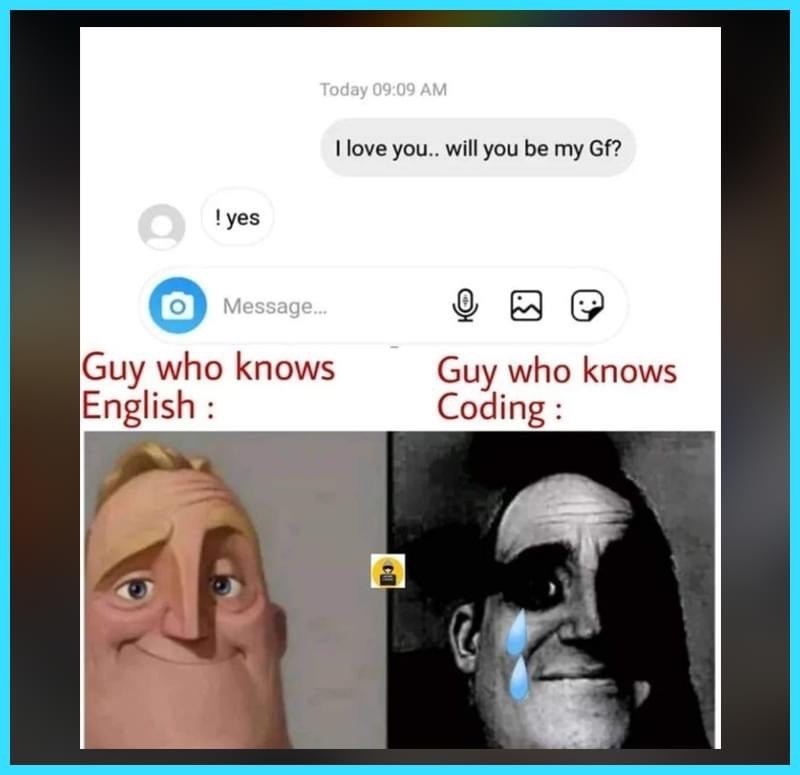 Today 09:09 AM
I love you.. will you be my Gf?
! yes
Message...
Guy who knows
English :
Guy who knows
Coding :